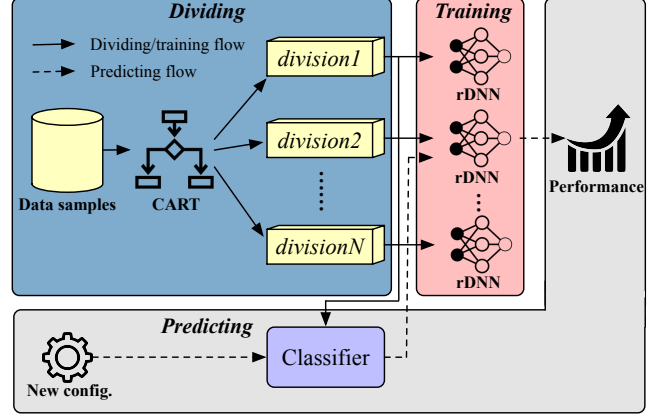 Dividing
Training
Dividing/training flow
Predicting flow
division1
division2
divisionN
Data samples
CART
rDNN
rDNN
rDNN
Performance
Predicting
Classifier
New config.